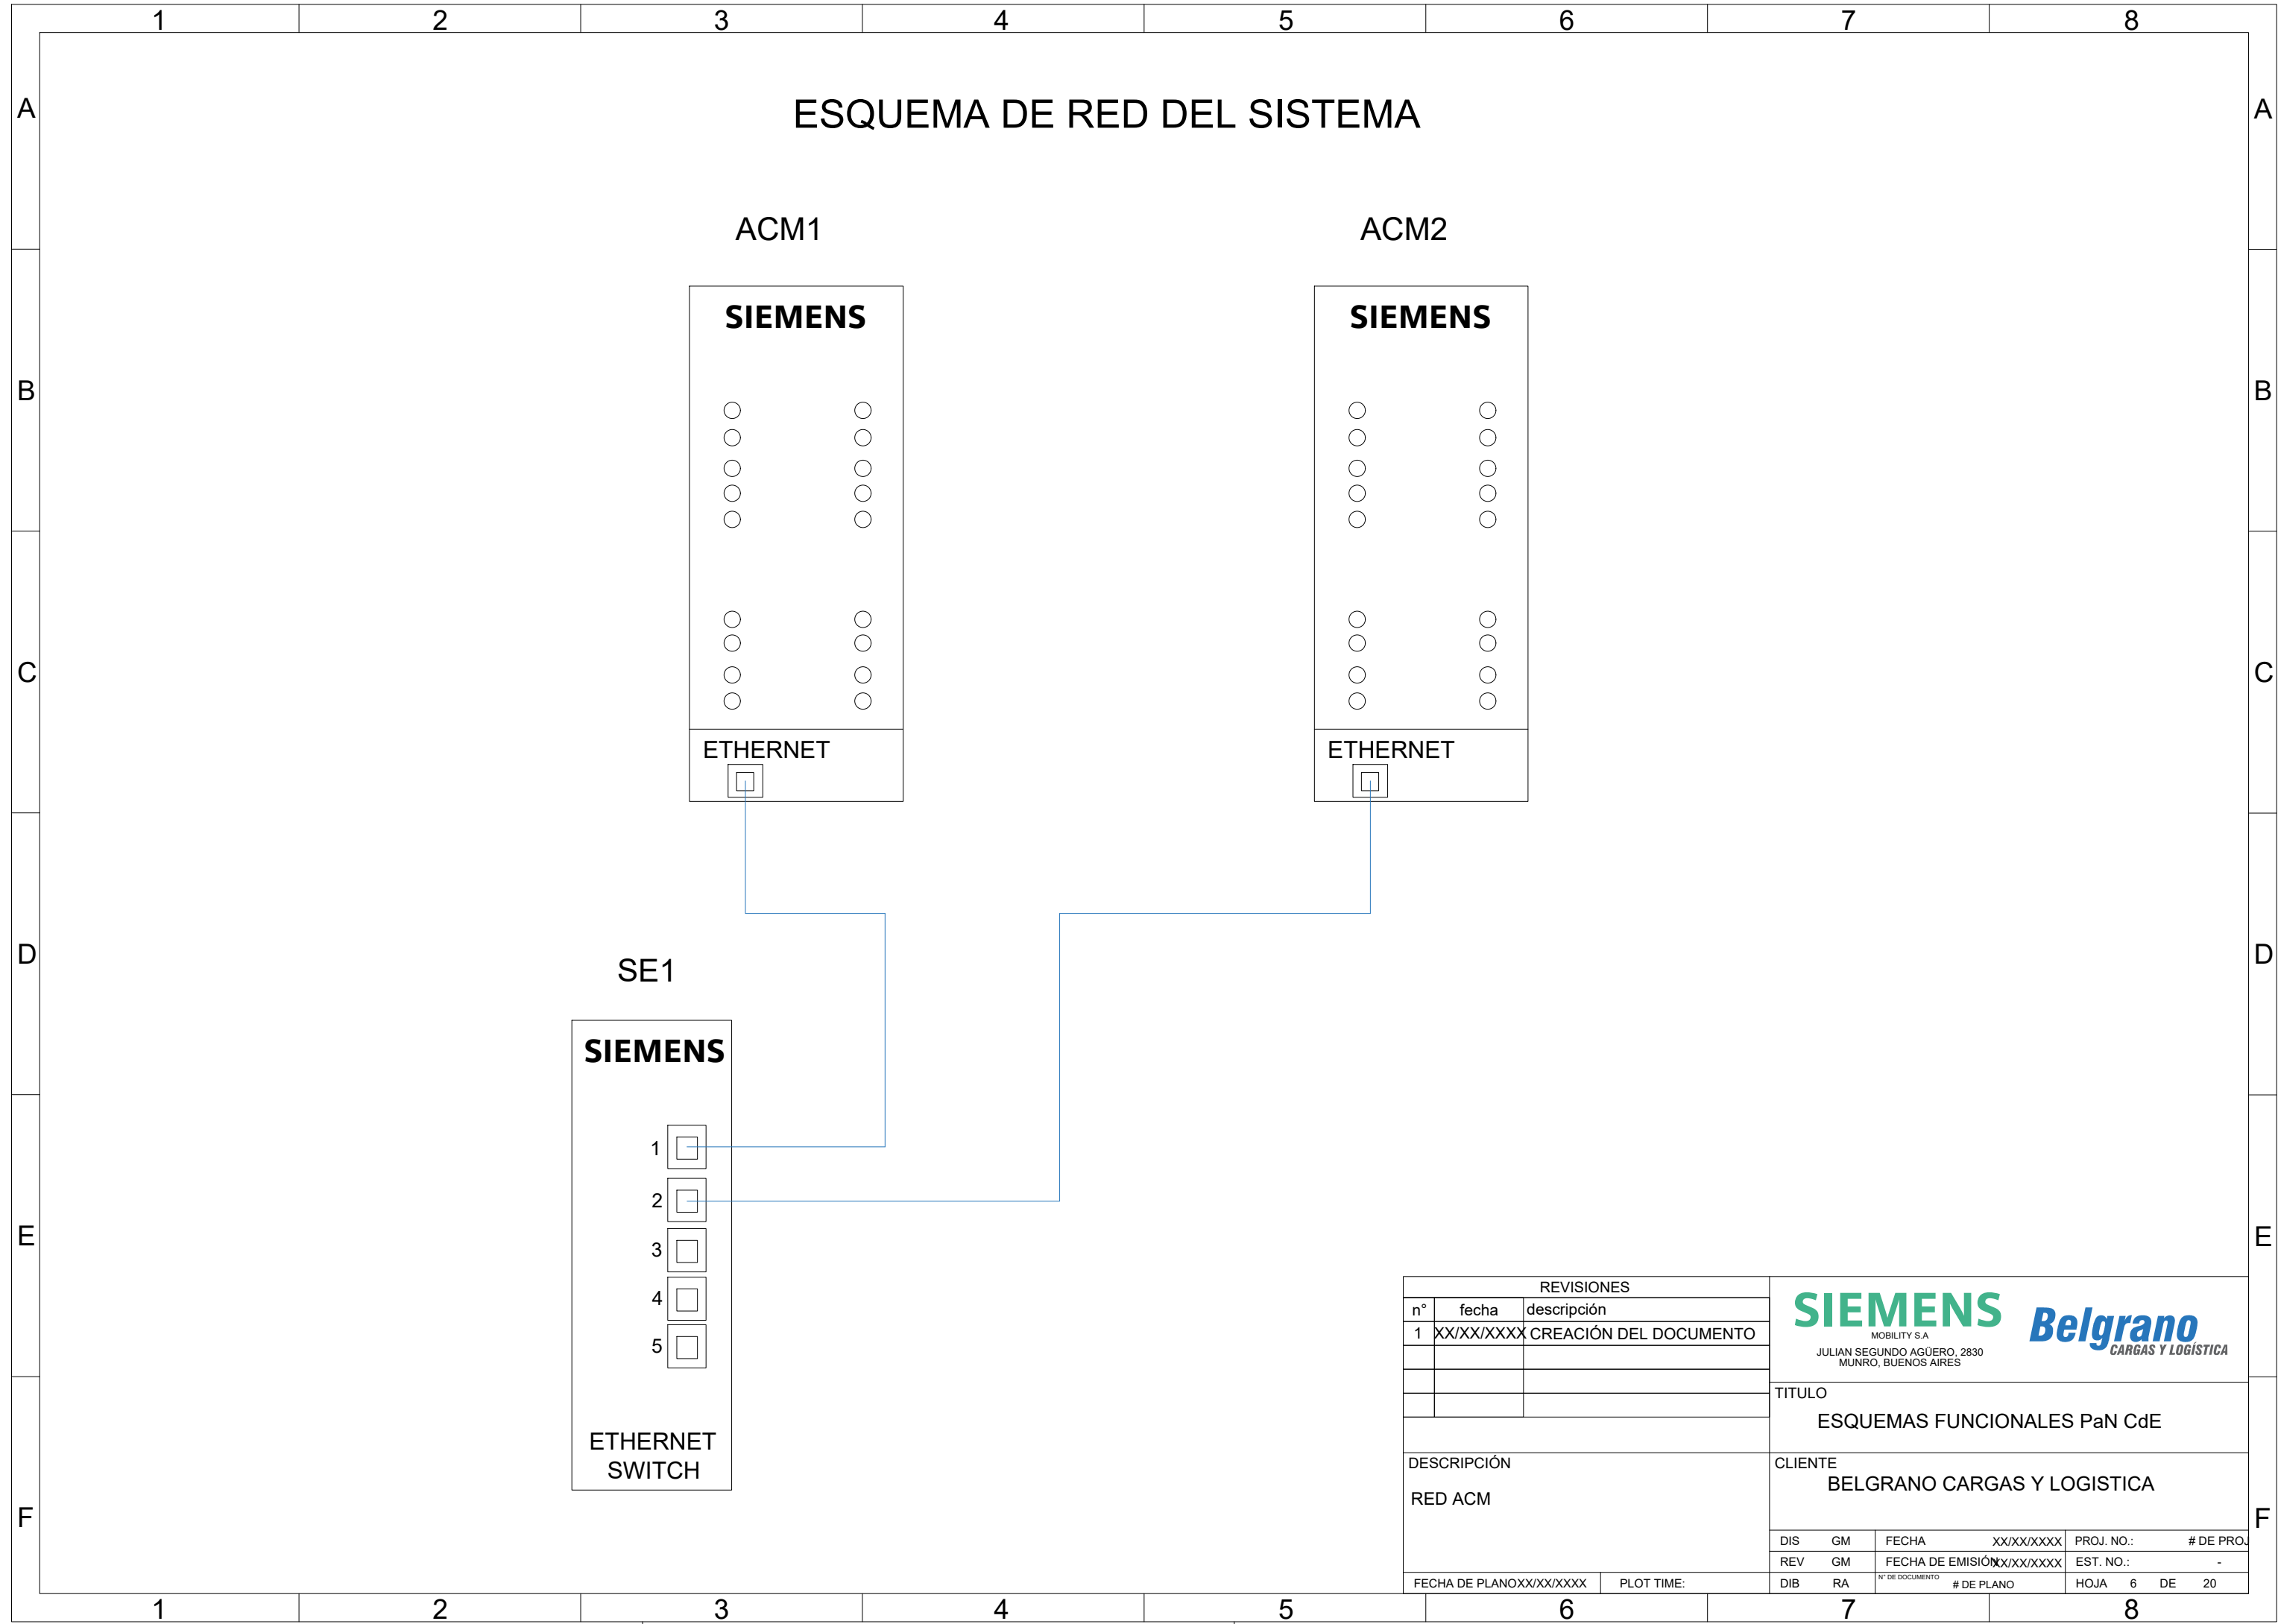 1 2 3 4 5 6 7 8
A A
ESQUEMA DE RED DEL SISTEMA
ACM1 ACM2
SIEMENS SIEMENS
B B
C C
ETHERNET ETHERNET
D D
SE1
SIEMENS
1
2
3
4
5
ETHERNET
SWITCH
E E
REVISIONES
n° fecha descripción
1 XX/XX/XXXX CREACIÓN DEL DOCUMENTO
SIEMENS
MOBILITY S.A
JULIAN SEGUNDO AGÜERO, 2830
MUNRO, BUENOS AIRES
Belgrano
CARGAS Y LOGÍSTICA
TITULO
ESQUEMAS FUNCIONALES PaN CdE
DESCRIPCIÓN
RED ACM
CLIENTE
BELGRANO CARGAS Y LOGISTICA
F F
DIS GM FECHA XX/XX/XXXX PROJ. NO.: # DE PROJ
REV GM FECHA DE EMISIÓN XX/XX/XXXX EST. NO.: -
FECHA DE PLANO XX/XX/XXXX PLOT TIME: DIB RA N° DE DOCUMENTO # DE PLANO HOJA 6 DE 20
1 2 3 4 5 6 7 8